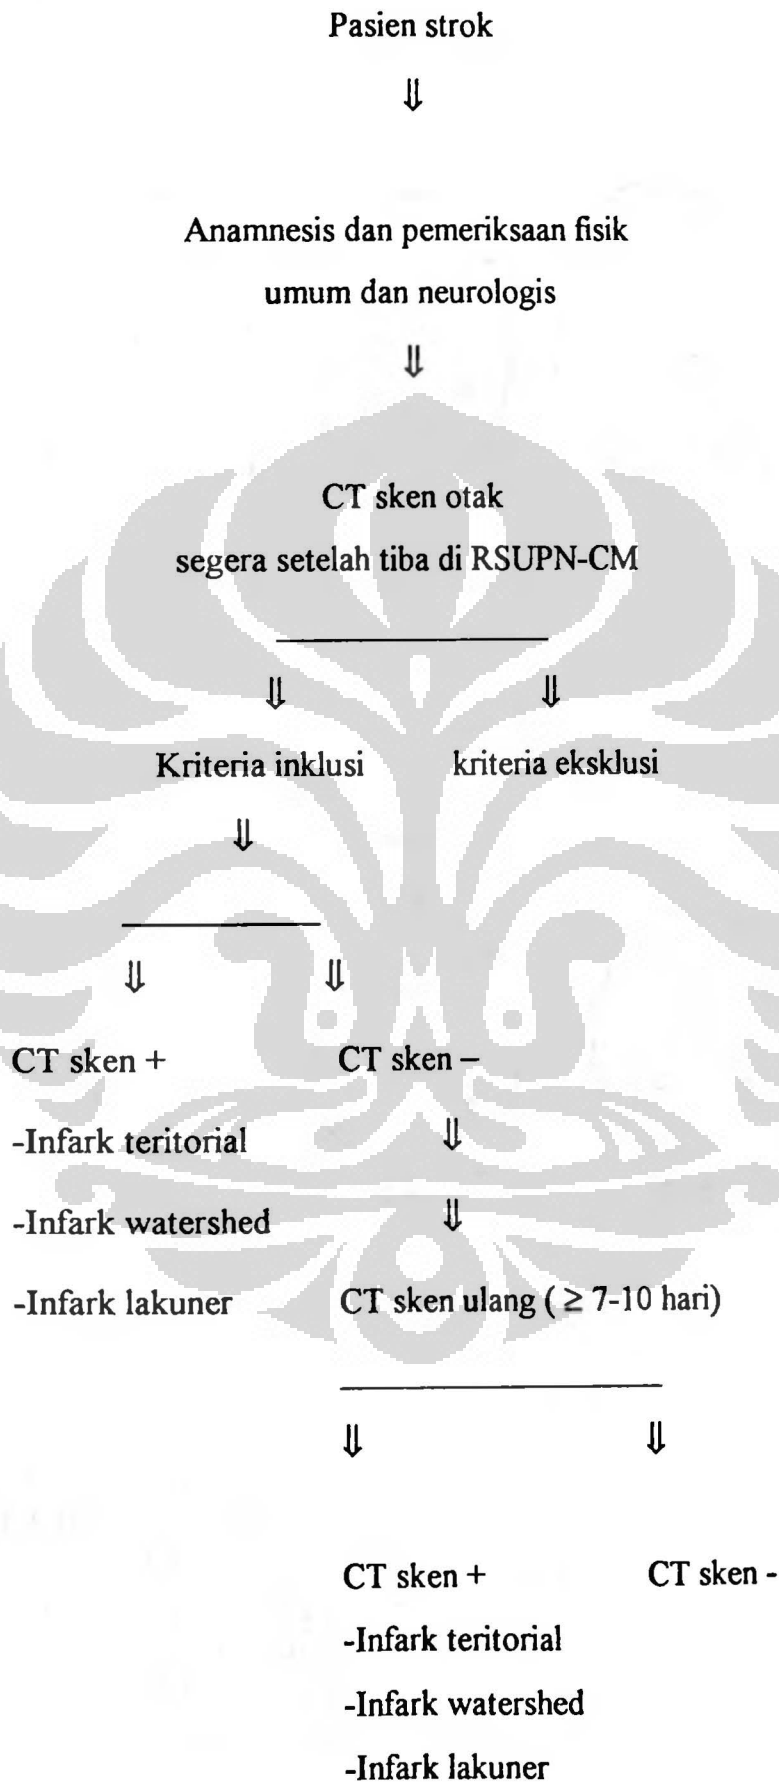 Pasien strok
⇓
Anamnesis dan pemeriksaan fisik
umum dan neurologis
⇓
CT sken otak
segera setelah tiba di RSUPN-CM
⇓ ⇓
Kriteria inklusi kriteria eksklusi
⇓
⇓ ⇓
CT sken + CT sken –
-Infark teritorial ⇓
-Infark watershed ⇓
-Infark lakuner CT sken ulang ( ≥ 7-10 hari)
⇓ ⇓
CT sken + CT sken -
-Infark teritorial
-Infark watershed
-Infark lakuner